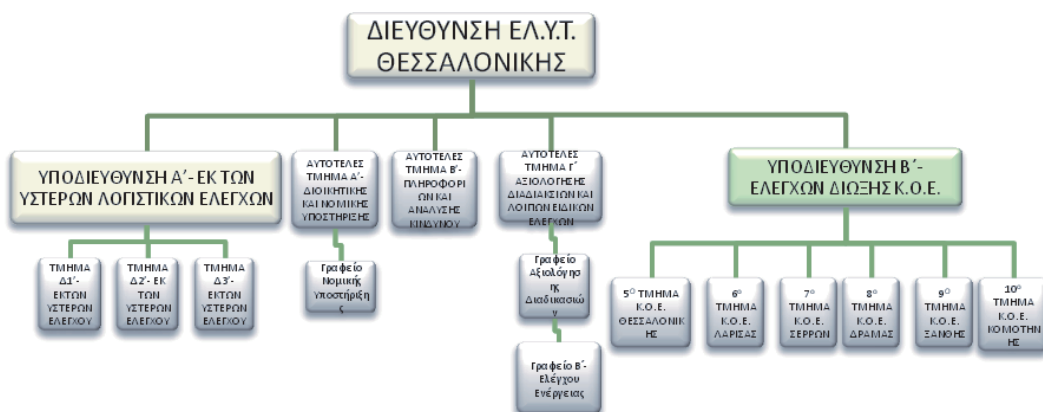 ΔΙΕΥΘΥΝΣΗ ΕΛ.Υ.Τ.
ΘΕΣΣΑΛΟΝΙΚΗΣ
ΥΠΟΔΙΕΥΘΥΝΣΗ Α΄- ΕΚ ΤΩΝ
ΥΣΤΕΡΩΝ ΛΟΓΙΣΤΙΚΩΝ ΕΛΕΓΧΩΝ
ΤΜΗΜΑ
Δ1΄-
ΕΚ ΤΩΝ
ΥΣΤΕΡΩΝ
ΕΛΕΓΧΟΥ
ΤΜΗΜΑ
Δ2΄- ΕΚ
ΤΩΝ
ΥΣΤΕΡΩΝ
ΕΛΕΓΧΟΥ
ΤΜΗΜΑ
Δ3΄-
ΕΚ ΤΩΝ
ΥΣΤΕΡΩΝ
ΕΛΕΓΧΟΥ
ΑΥΤΟΤΕΛΕΣ
ΤΜΗΜΑ Α΄-
ΔΙΟΙΚΗΤΙΚΗΣ
ΚΑΙ ΝΟΜΙΚΗΣ
ΥΠΟΣΤΗΡΙΞΗΣ
Γραφείο
Νομικής
Υποστήριξη
ς
ΑΥΤΟΤΕΛΕΣ
ΤΜΗΜΑ Β΄-
ΠΛΗΡΟΦΟΡΙ
ΩΝ ΚΑΙ
ΑΝΑΛΥΣΗΣ
ΚΙΝΔΥΝΟΥ
ΑΥΤΟΤΕΛΕΣ
ΤΜΗΜΑ Γ΄
ΑΞΙΟΛΟΓΗΣΗΣ
ΔΙΑΔΙΑΚΣΙΩΝ ΚΑΙ
ΛΟΙΠΩΝ ΕΙΔΙΚΩΝ
ΕΛΕΓΚΩΝ
Γραφείο
Αξιολόγησ
ης
Διαδικασιώ
ν
Γραφείο Β΄-
Ελέγχου
Ενέργειας
ΥΠΟΔΙΕΥΘΥΝΣΗ Β΄-
ΕΛΕΓΧΩΝ ΔΙΩΞΗΣ Κ.Ο.Ε.
5Ο ΤΜΗΜΑ
Κ.Ο.Ε.
ΘΕΣΣΑΛΟΝΙΚ
ΗΣ
6Ο
ΤΜΗΜΑ
Κ.Ο.Ε.
ΛΑΡΙΣΑΣ
7Ο
ΤΜΗΜΑ
Κ.Ο.Ε.
ΣΕΡΡΩΝ
8ο
ΤΜΗΜΑ
Κ.Ο.Ε.
ΔΡΑΜΑΣ
9Ο
ΤΜΗΜΑ
Κ.Ο.Ε.
ΞΑΝΘΗΣ
10Ο
ΤΜΗΜΑ
Κ.Ο.Ε.
ΚΟΜΟΤΗΝ
ΗΣ